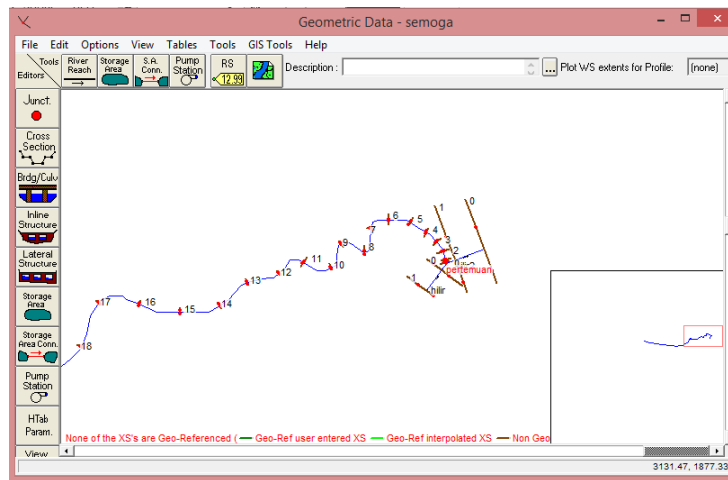 Geometric Data - semoga
File Edit Options View Tables Tools GIS Tools Help
Tools
Editors
River
Reach
Storage
Area
S.A.
Conn.
Pump
Station
RS
12.99
Description :
...
Plot WS extents for Profile:
(none)
Junct.
Cross
Section
Brdg/Culv
Inline
Structure
Lateral
Structure
Storage
Area
Storage
Area Conn.
Pump
Station
HTab
Param.
View
18
17
16
15
14
13
12
11
10
9
8
7
6
5
4
3
2
1
0
0
pertemuan
1
hilir
None of the XS's are Geo-Referenced ( Geo-Ref user entered XS Geo-Ref interpolated XS Non Geo
3131.47, 1877.33